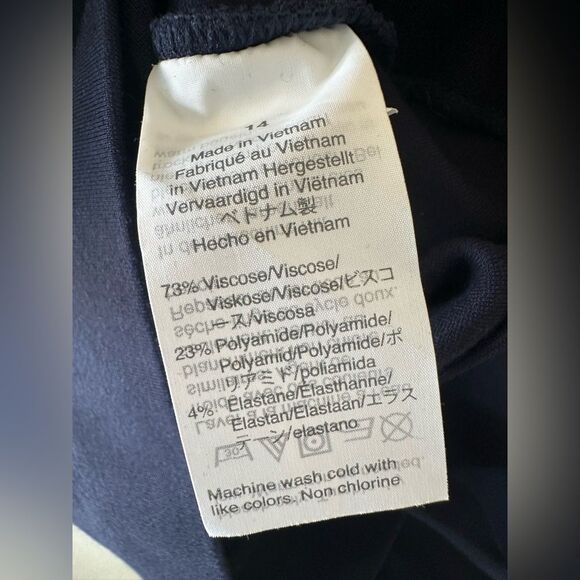 14
Made in Vietnam
Fabriqué au Vietnam
in Vietnam Hergestellt
Vervaardigd in Viëtnam
ベトナム製
Hecho en Vietnam
73% Viscose/Viscose/
Viskose/Viscose/ビスコ
ース/viscosa
23% Polyamide/Polyamide/
Polyamid/Polyamide/ポ
リアミド/poliamida
4% Elastane/Elasthanne/
Elastan/Elastaan/エラス
テーン/elastano
30
Machine wash cold with
like colors. Non chlorine